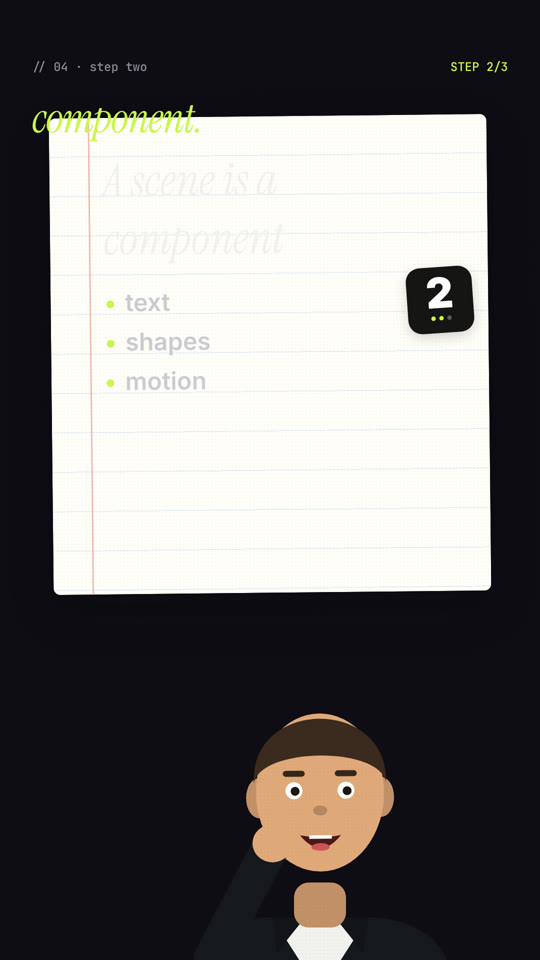 // 04 · step two
STEP 2/3
component.
A scene is a
component
2
• text
• shapes
• motion